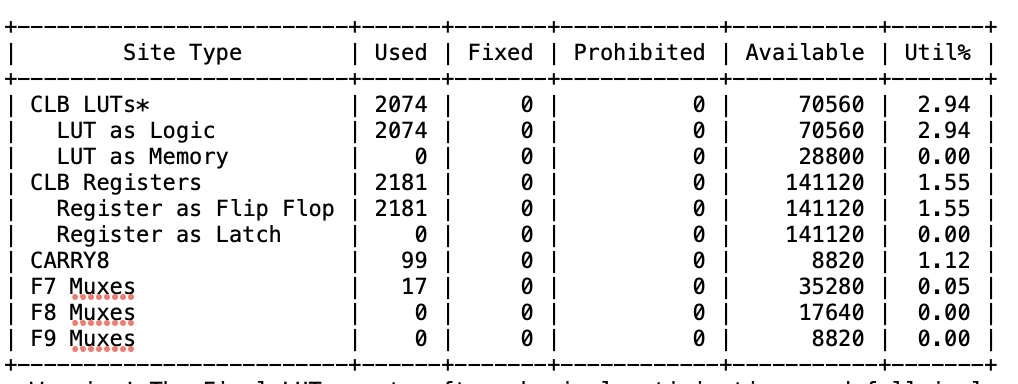 +----------------------------+------+-------+------------+-----------+-------+
|          Site Type         | Used | Fixed | Prohibited | Available | Util% |
+----------------------------+------+-------+------------+-----------+-------+
| CLB LUTs*                  | 2074 |     0 |          0 |     70560 |  2.94 |
|   LUT as Logic             | 2074 |     0 |          0 |     70560 |  2.94 |
|   LUT as Memory            |    0 |     0 |          0 |     28800 |  0.00 |
| CLB Registers              | 2181 |     0 |          0 |    141120 |  1.55 |
|   Register as Flip Flop    | 2181 |     0 |          0 |    141120 |  1.55 |
|   Register as Latch        |    0 |     0 |          0 |    141120 |  0.00 |
| CARRY8                     |   99 |     0 |          0 |      8820 |  1.12 |
| F7 Muxes                   |   17 |     0 |          0 |     35280 |  0.05 |
| F8 Muxes                   |    0 |     0 |          0 |     17640 |  0.00 |
| F9 Muxes                   |    0 |     0 |          0 |      8820 |  0.00 |
+----------------------------+------+-------+------------+-----------+-------+